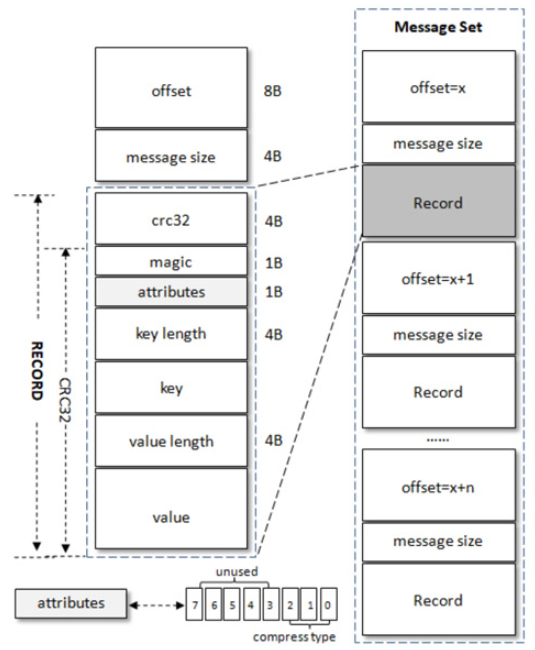 offset
8B
message size
4B
crc32
4B
magic
1B
attributes
1B
key length
4B
key
value length
4B
value
RECORD
CRC32
attributes
unused
7 6 5 4 3 2 1 0
compress type
Message Set
offset=x
message size
Record
offset=x+1
message size
Record
......
offset=x+n
message size
Record